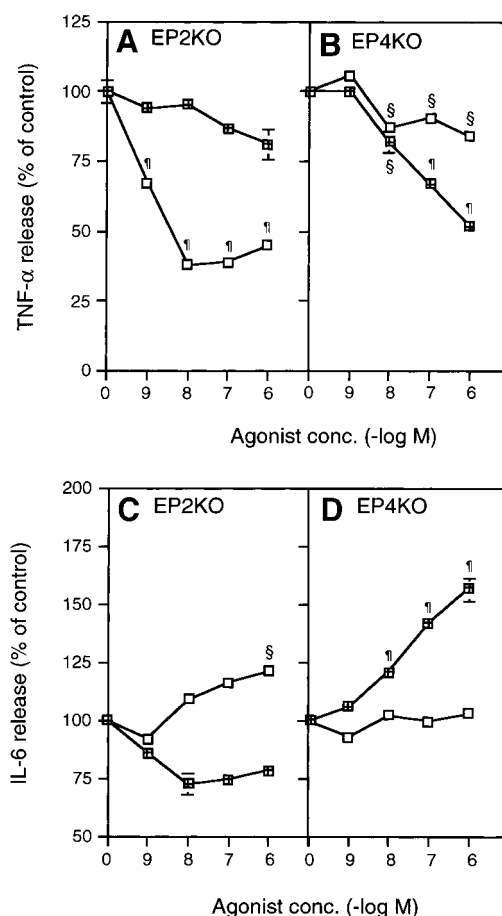 A EP2KO
B EP4KO
TNF-α release (% of control)
125
100
75
50
25
0
¶ ¶ ¶ ¶
§ § §
§ ¶ ¶
0 9 8 7 6 0 9 8 7 6
Agonist conc. (-log M)
C EP2KO
D EP4KO
IL-6 release (% of control)
200
175
150
125
100
75
50
§
¶ ¶ ¶
0 9 8 7 6 0 9 8 7 6
Agonist conc. (-log M)